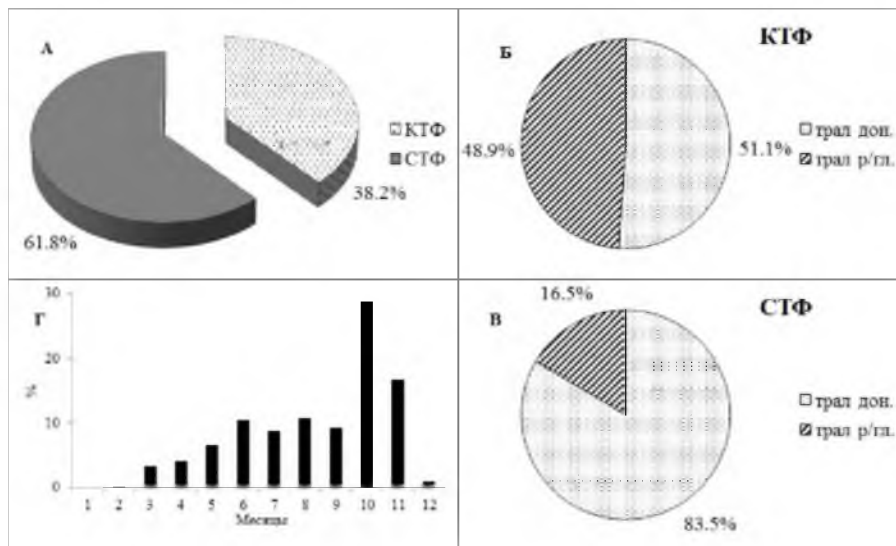 А
КТФ
СТФ
38.2%
61.8%
Б
КТФ
48.9%
51.1%
трал дон.
трал р/гл.
Г
%
30
20
10
0
1 2 3 4 5 6 7 8 9 10 11 12
Месяцы
В
СТФ
16.5%
83.5%
трал дон.
трал р/гл.